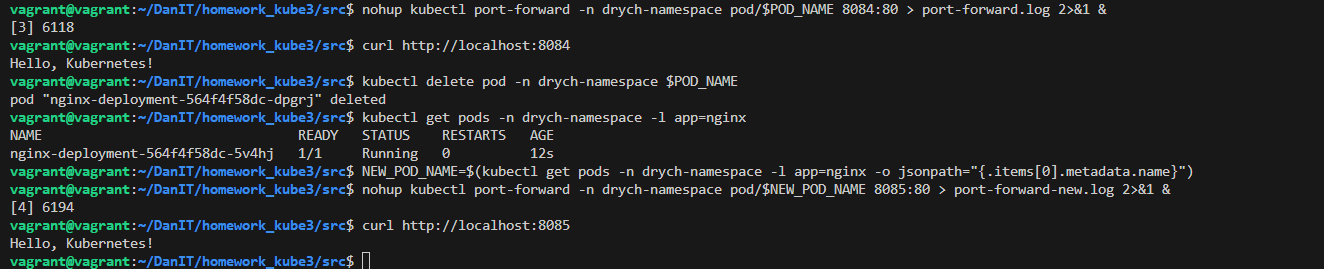 vagrant@vagrant:~/DanIT/homework_kube3/src$ nohup kubectl port-forward -n drych-namespace pod/$POD_NAME 8084:80 > port-forward.log 2>&1 &
[3] 6118
vagrant@vagrant:~/DanIT/homework_kube3/src$ curl http://localhost:8084
Hello, Kubernetes!
vagrant@vagrant:~/DanIT/homework_kube3/src$ kubectl delete pod -n drych-namespace $POD_NAME
pod "nginx-deployment-564f4f58dc-dpgrj" deleted
vagrant@vagrant:~/DanIT/homework_kube3/src$ kubectl get pods -n drych-namespace -l app=nginx
NAME                                READY   STATUS    RESTARTS   AGE
nginx-deployment-564f4f58dc-5v4hj   1/1     Running   0          12s
vagrant@vagrant:~/DanIT/homework_kube3/src$ NEW_POD_NAME=$(kubectl get pods -n drych-namespace -l app=nginx -o jsonpath="{.items[0].metadata.name}")
vagrant@vagrant:~/DanIT/homework_kube3/src$ nohup kubectl port-forward -n drych-namespace pod/$NEW_POD_NAME 8085:80 > port-forward-new.log 2>&1 &
[4] 6194
vagrant@vagrant:~/DanIT/homework_kube3/src$ curl http://localhost:8085
Hello, Kubernetes!
vagrant@vagrant:~/DanIT/homework_kube3/src$